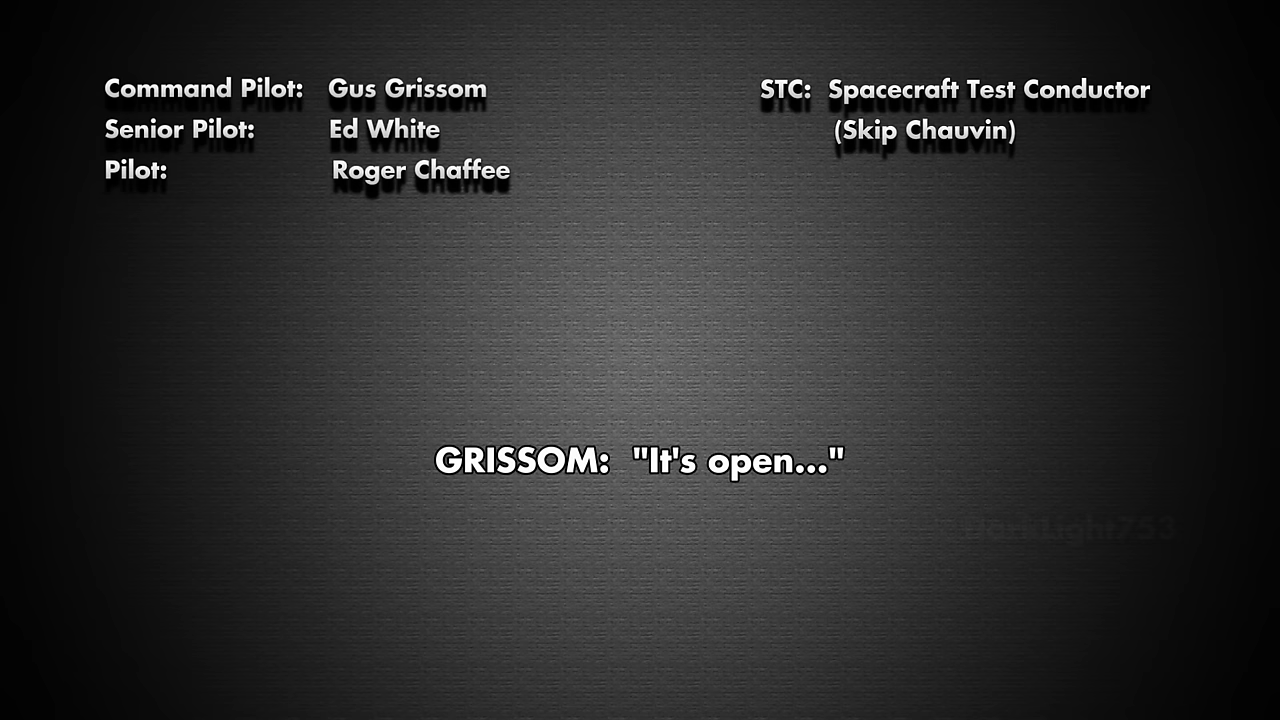 Command Pilot: Gus Grissom
Senior Pilot: Ed White
Pilot: Roger Chaffee
STC: Spacecraft Test Conductor
(Skip Chauvin)
GRISSOM: "It's open..."
DarkLight753